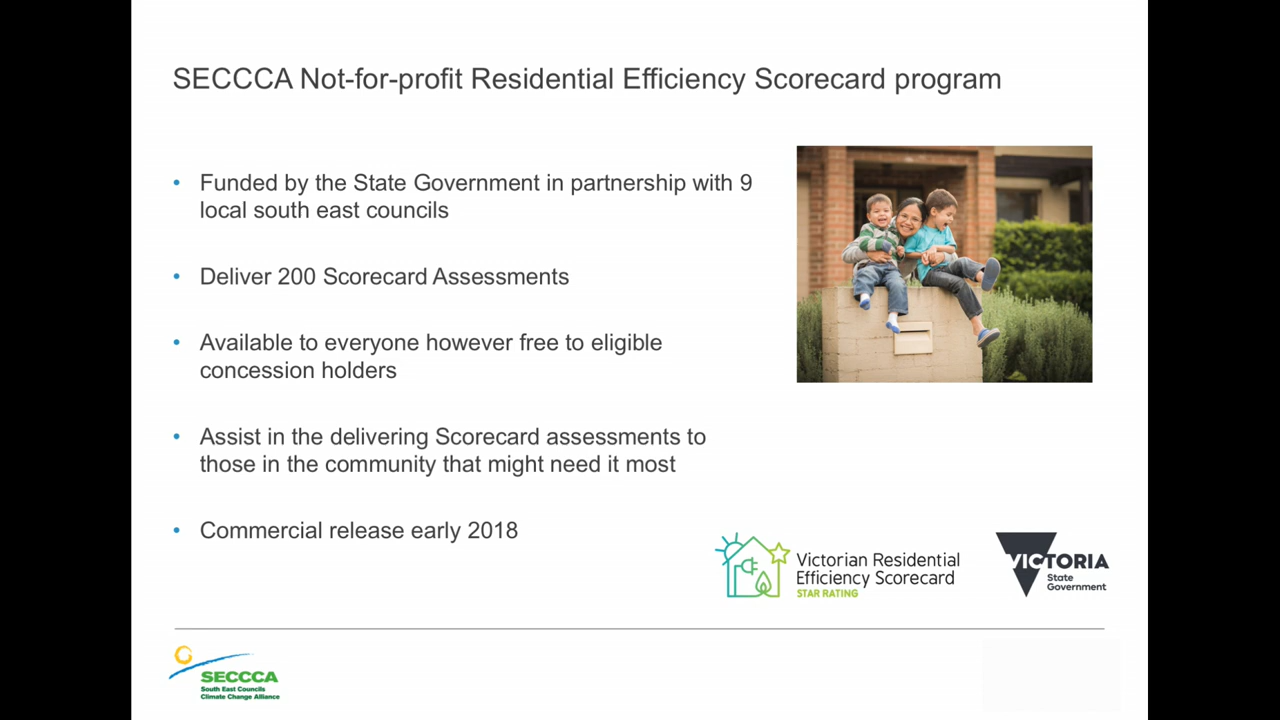 SECCCA Not-for-profit Residential Efficiency Scorecard program
• Funded by the State Government in partnership with 9
local south east councils
• Deliver 200 Scorecard Assessments
• Available to everyone however free to eligible
concession holders
• Assist in the delivering Scorecard assessments to
those in the community that might need it most
• Commercial release early 2018
Victorian Residential
Efficiency Scorecard
STAR RATING
VICTORIA
State
Government
SECCCA
South East Councils
Climate Change Alliance